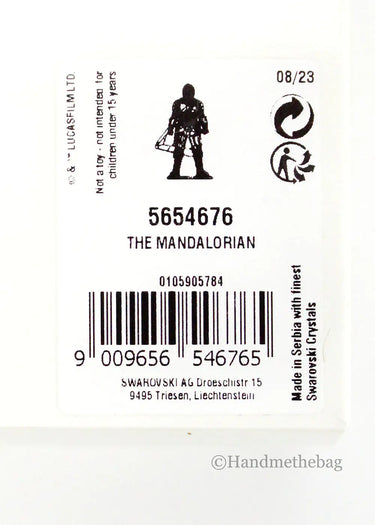 © & ™ LUCASFILM LTD.
Not a toy - not intended for
children under 15 years
08/23
5654676
THE MANDALORIAN
0105905784
9 009656 546765
SWAROVSKI AG Droeschistr 15
9495 Triesen, Liechtenstein
Made in Serbia with finest
Swarovski Crystals
©Handmethebag